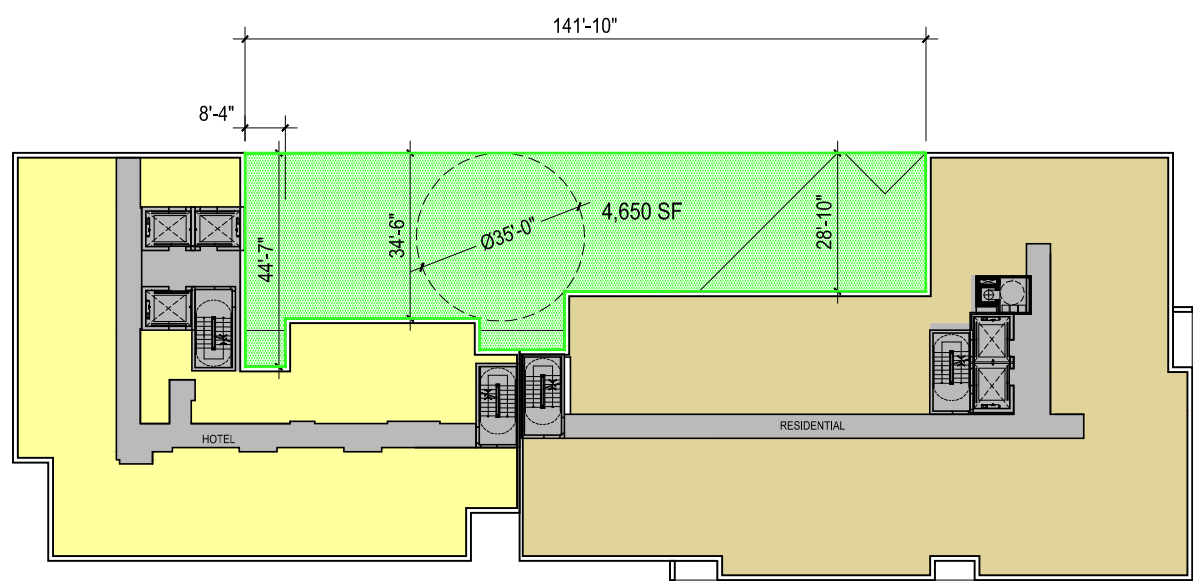 141'-10"
8'-4"
44'-7"
34'-6"
Ø35'-0"
4,650 SF
28'-10"
HOTEL
RESIDENTIAL